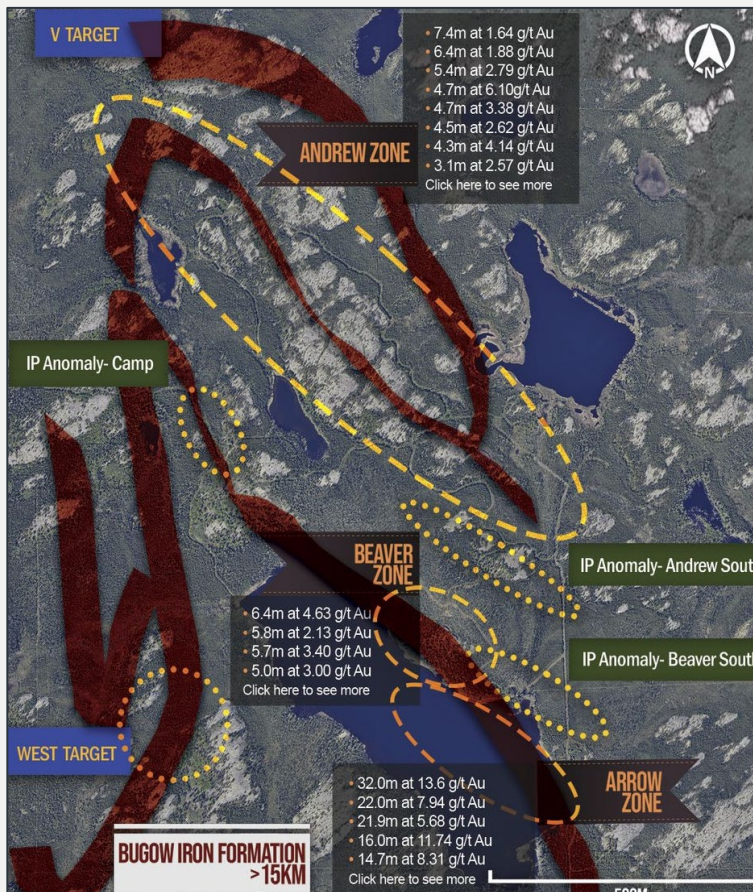 V TARGET
• 7.4m at 1.64 g/t Au
• 6.4m at 1.88 g/t Au
• 5.4m at 2.79 g/t Au
• 4.7m at 6.10g/t Au
• 4.7m at 3.38 g/t Au
• 4.5m at 2.62 g/t Au
• 4.3m at 4.14 g/t Au
• 3.1m at 2.57 g/t Au
Click here to see more
N
ANDREW ZONE
IP Anomaly- Camp
BEAVER
ZONE
• 6.4m at 4.63 g/t Au
• 5.8m at 2.13 g/t Au
• 5.7m at 3.40 g/t Au
• 5.0m at 3.00 g/t Au
Click here to see more
IP Anomaly- Andrew Sout
IP Anomaly- Beaver South
WEST TARGET
• 32.0m at 13.6 g/t Au
• 22.0m at 7.94 g/t Au
• 21.9m at 5.68 g/t Au
• 16.0m at 11.74 g/t Au
• 14.7m at 8.31 g/t Au
Click here to see more
ARROW
ZONE
BUGOW IRON FORMATION
>15KM